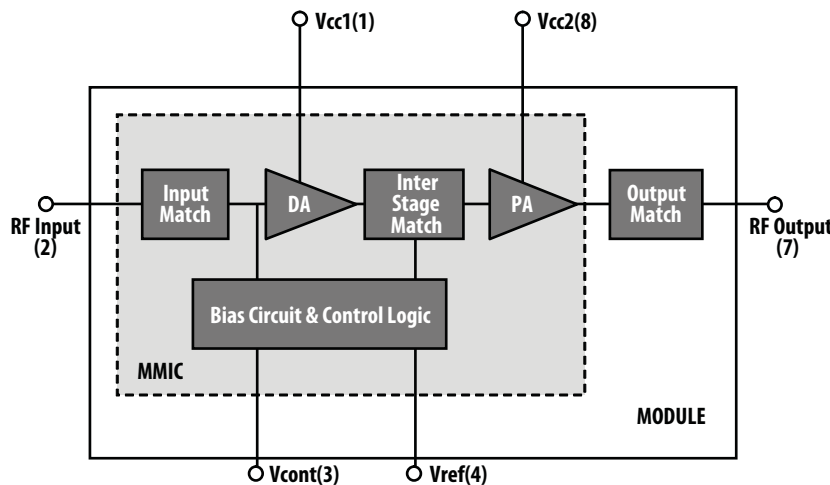 Vcc1(1)
Vcc2(8)
Input
Match
DA
Inter
Stage
Match
PA
Output
Match
RF Input
(2)
RF Output
(7)
Bias Circuit & Control Logic
MMIC
MODULE
Vcont(3)
Vref(4)